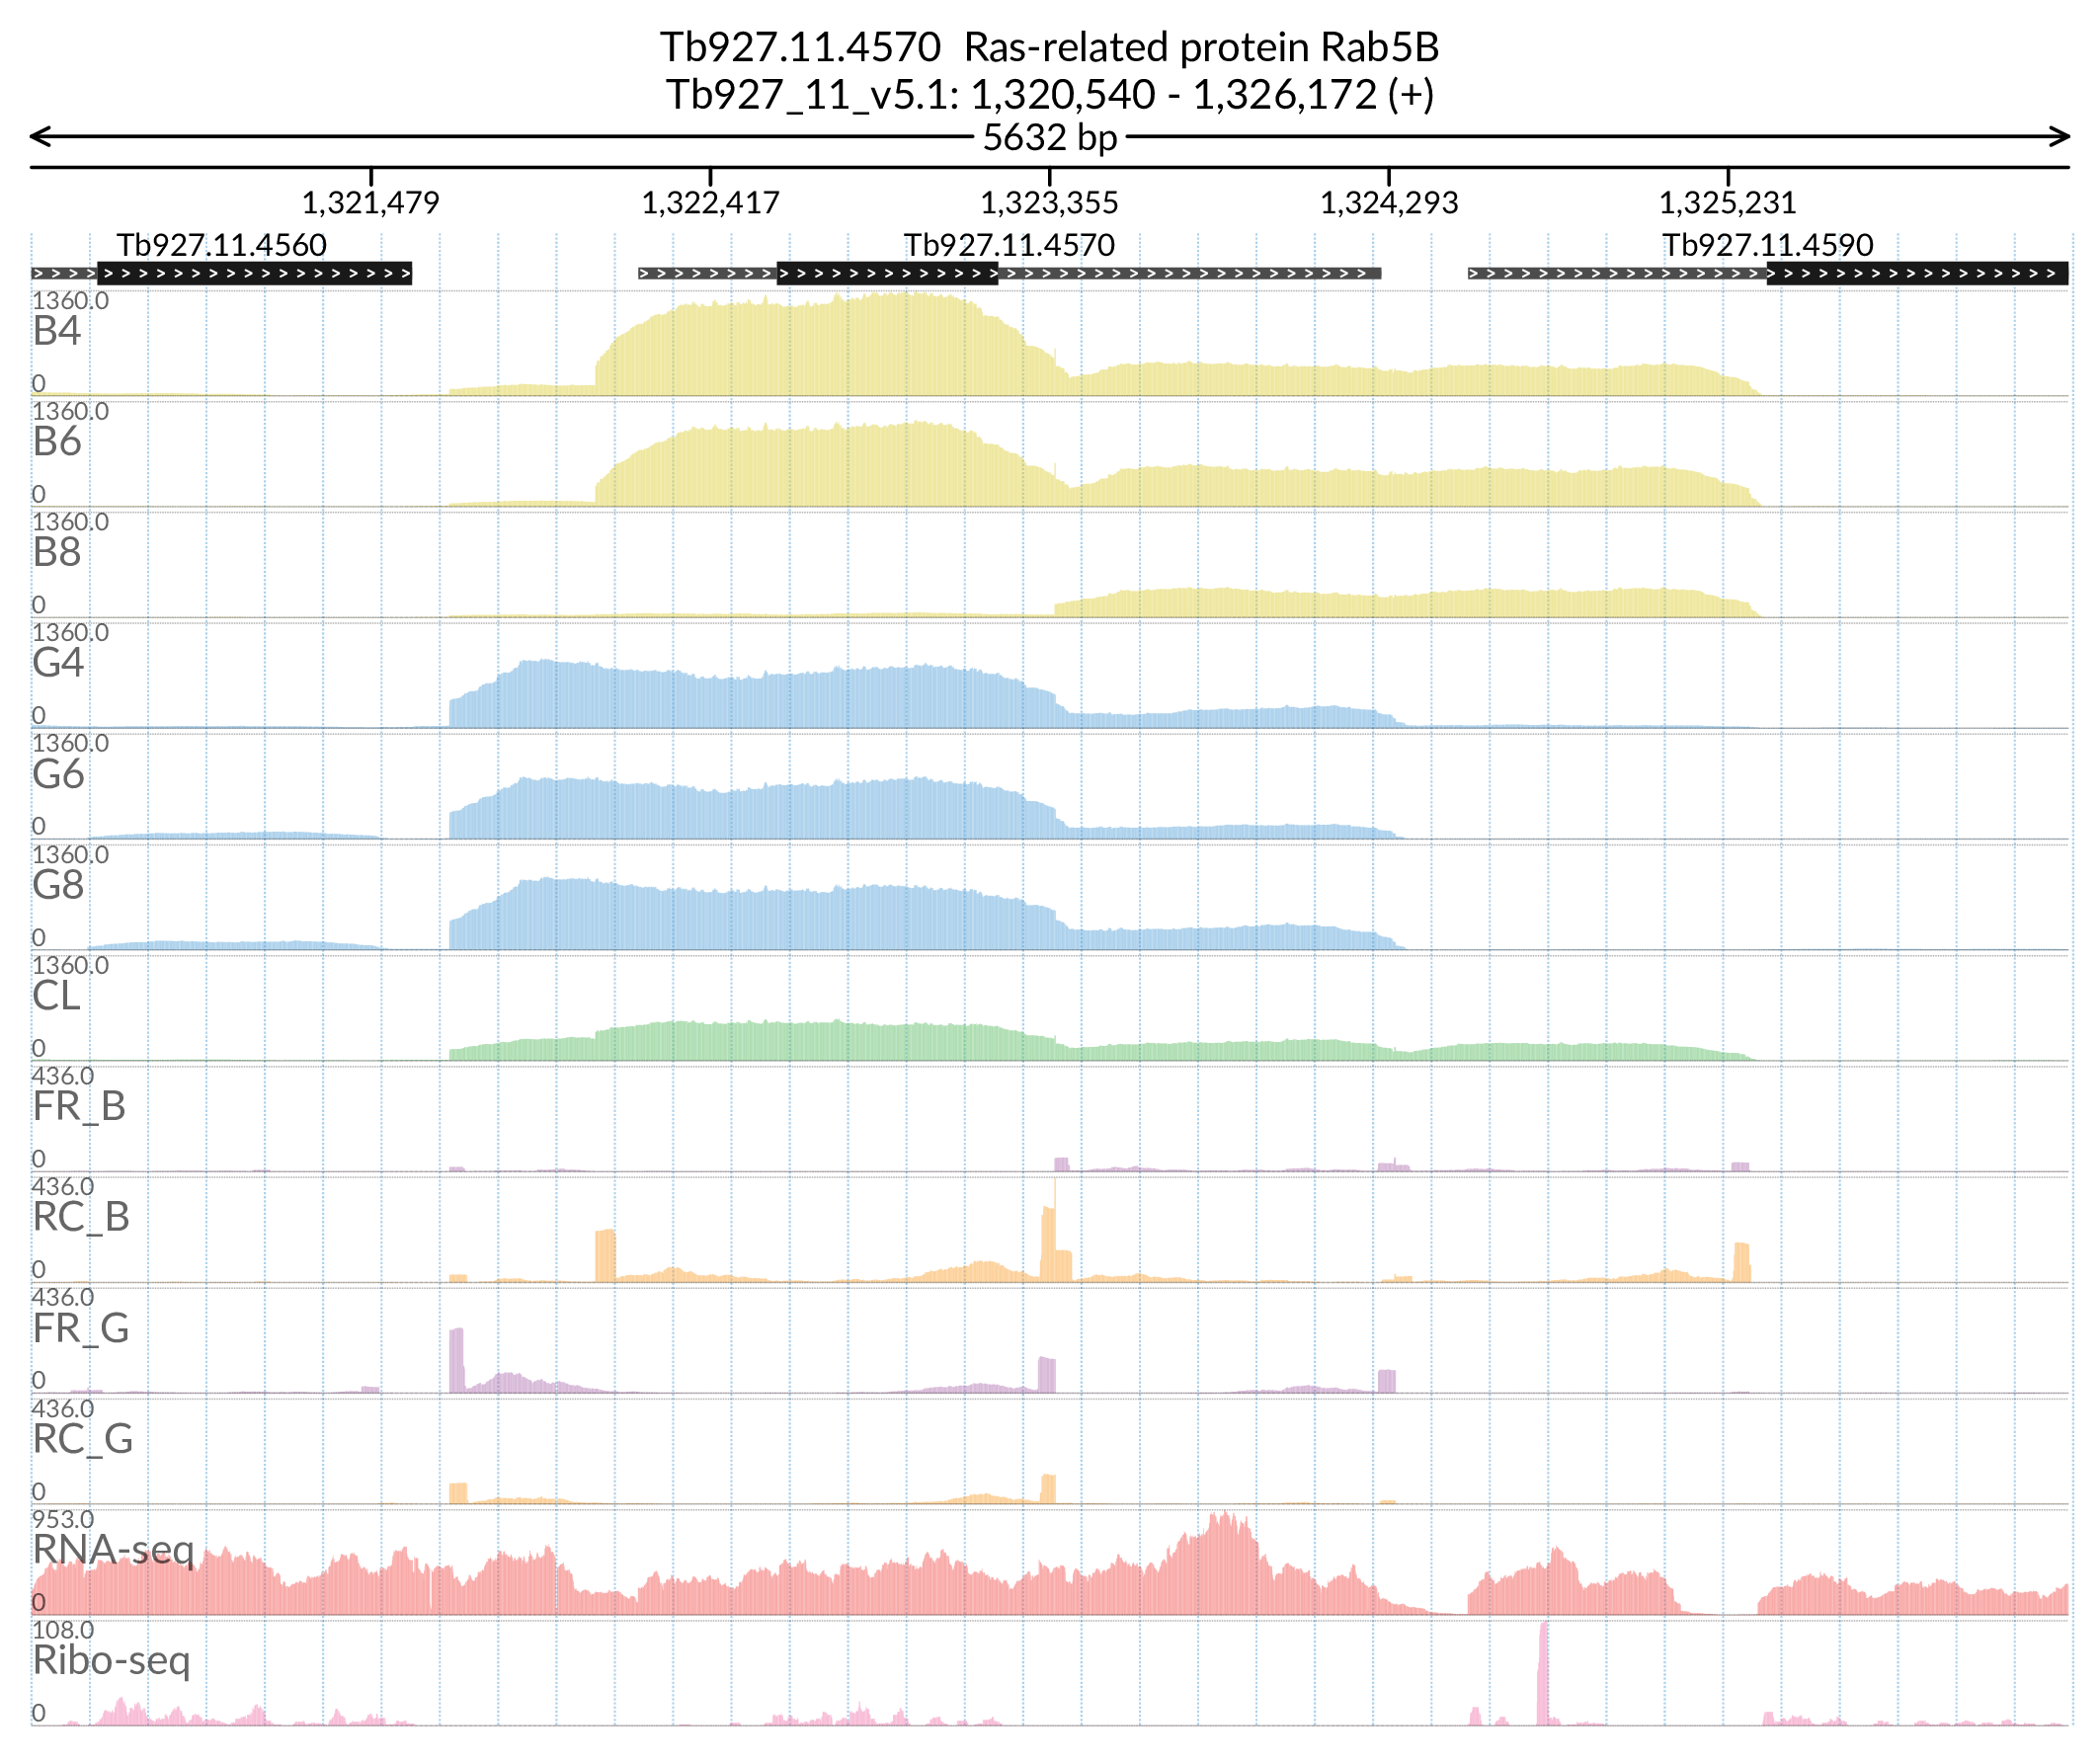 Tb927.11.4570 Ras-related protein Rab5B
Tb927_11_v5.1: 1,320,540 - 1,326,172 (+)
5632 bp
1,321,479 1,322,417 1,323,355 1,324,293 1,325,231
Tb927.11.4560 Tb927.11.4570 Tb927.11.4590
1360.0
B4
0
1360.0
B6
0
1360.0
B8
0
1360.0
G4
0
1360.0
G6
0
1360.0
G8
0
1360.0
CL
0
436.0
FR_B
0
436.0
RC_B
0
436.0
FR_G
0
436.0
RC_G
0
953.0
RNA-seq
0
108.0
Ribo-seq
0